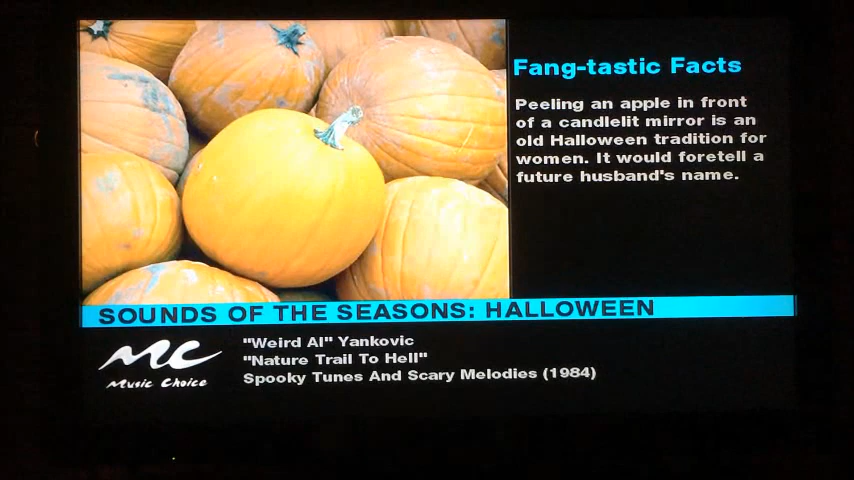 Fang-tastic Facts
Peeling an apple in front
of a candlelit mirror is an
old Halloween tradition for
women. It would foretell a
future husband's name.
SOUNDS OF THE SEASONS: HALLOWEEN
MC
Music Choice
"Weird Al" Yankovic
"Nature Trail To Hell"
Spooky Tunes And Scary Melodies (1984)